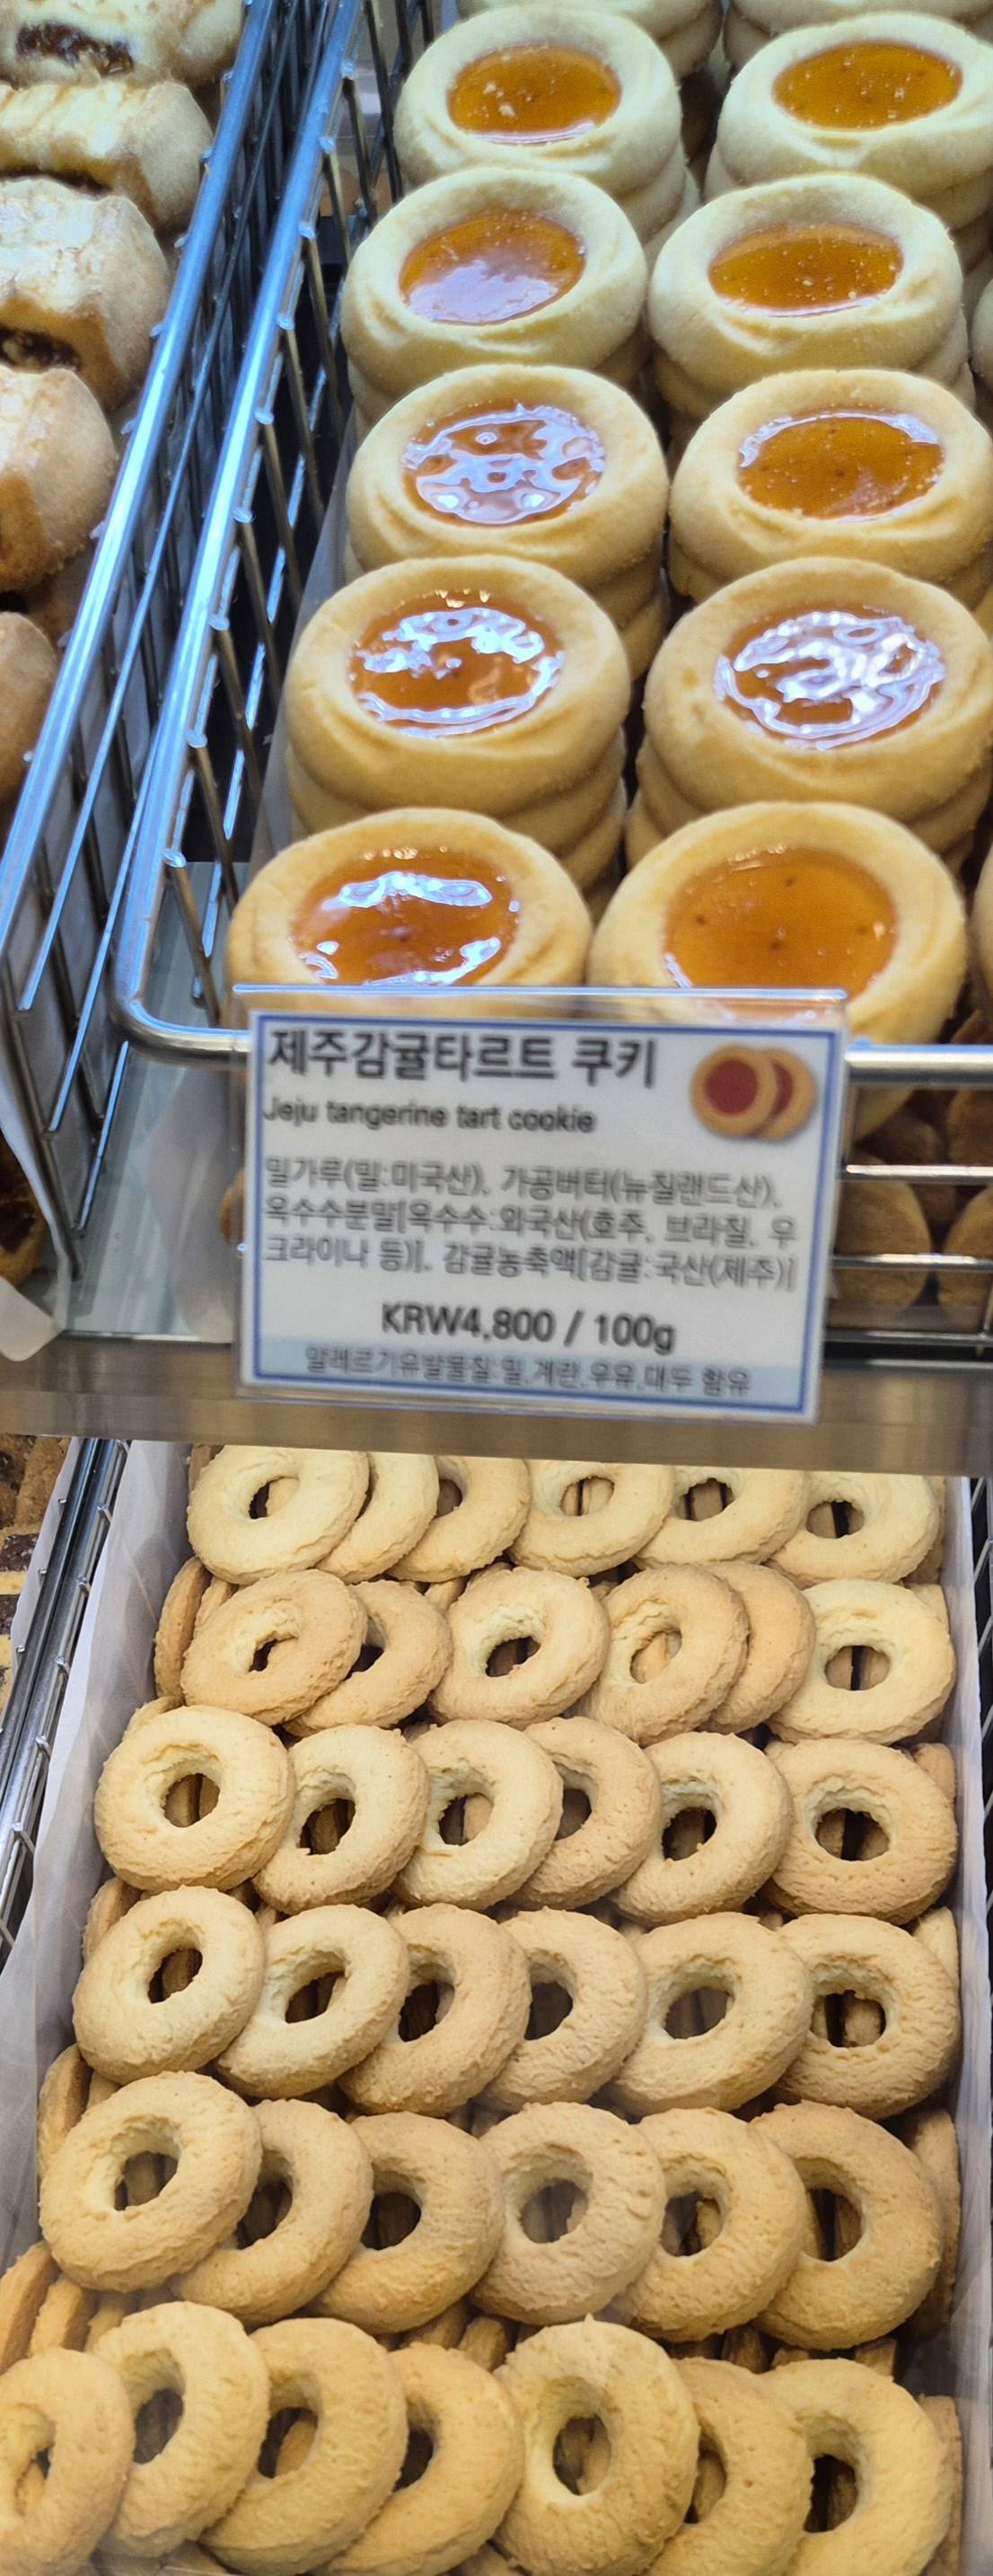 제주감귤타르트 쿠키
Jeju tangerine tart cookie
밀가루(밀:미국산), 가공버터(뉴질랜드산),
옥수수분말[옥수수:외국산(호주, 브라질, 우
크라이나 등)], 감귤농축액[감귤:국산(제주)]
KRW4,800 / 100g
알레르기유발물질:밀,계란,우유,대두 함유